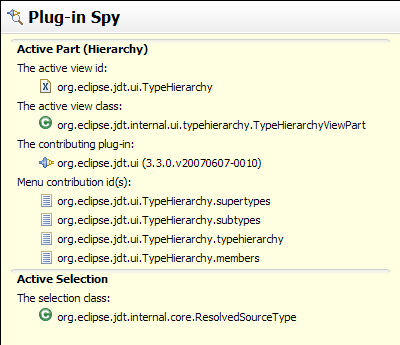 Plug-in Spy
Active Part (Hierarchy)
The active view id:
org.eclipse.jdt.ui.TypeHierarchy
The active view class:
org.eclipse.jdt.internal.ui.typehierarchy.TypeHierarchyViewPart
The contributing plug-in:
org.eclipse.jdt.ui (3.3.0.v20070607-0010)
Menu contribution id(s):
org.eclipse.jdt.ui.TypeHierarchy.supertypes
org.eclipse.jdt.ui.TypeHierarchy.subtypes
org.eclipse.jdt.ui.TypeHierarchy.typehierarchy
org.eclipse.jdt.ui.TypeHierarchy.members
Active Selection
The selection class:
org.eclipse.jdt.internal.core.ResolvedSourceType